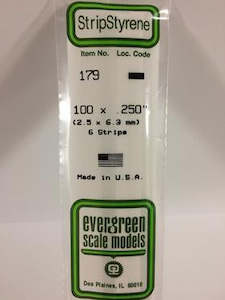 StripStyrene
Item No. Loc. Code
179
.100 x .250"
(2.5 x 6.3 mm)
6 Strips
Made in U.S.A.
evergreen
scale models
Des Plaines, IL 60018